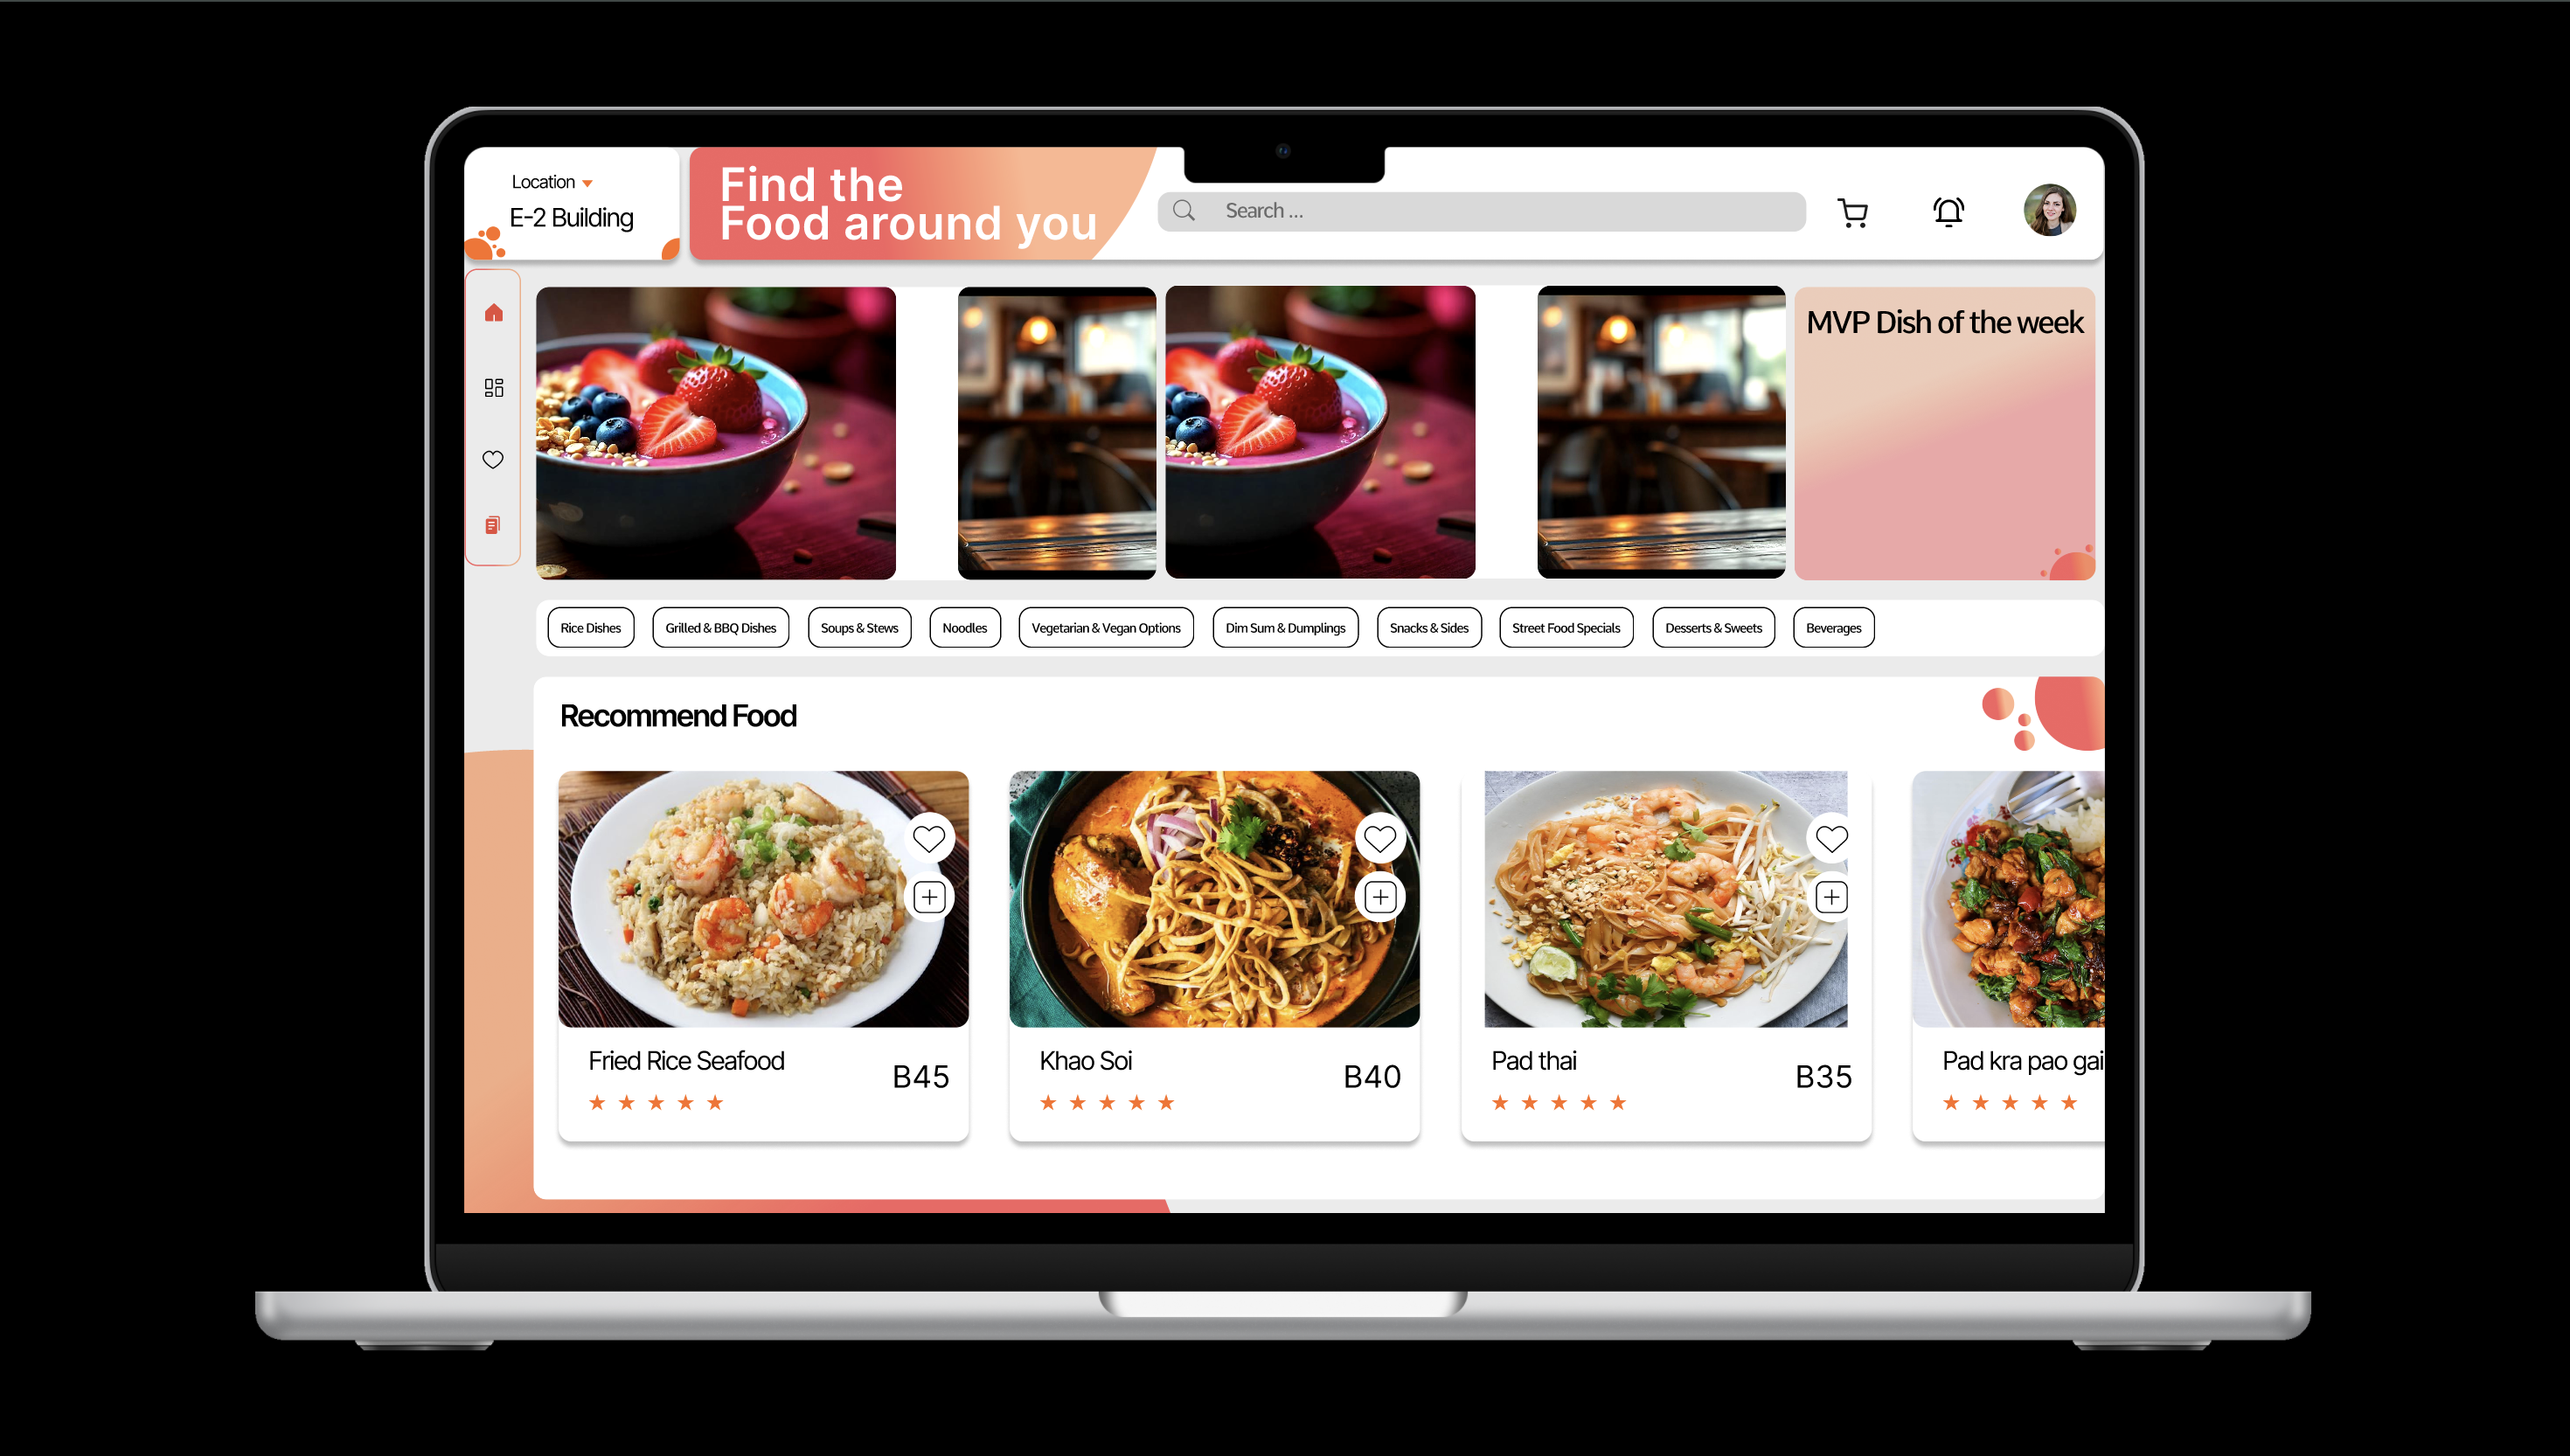 Location
E-2 Building
Find the
Food around you
Search ...
MVP Dish of the week
Rice Dishes
Grilled & BBQ Dishes
Soups & Stews
Noodles
Vegetarian & Vegan Options
Dim Sum & Dumplings
Snacks & Sides
Street Food Specials
Desserts & Sweets
Beverages
Recommend Food
Fried Rice Seafood
B45
Khao Soi
B40
Pad thai
B35
Pad kra pao gai